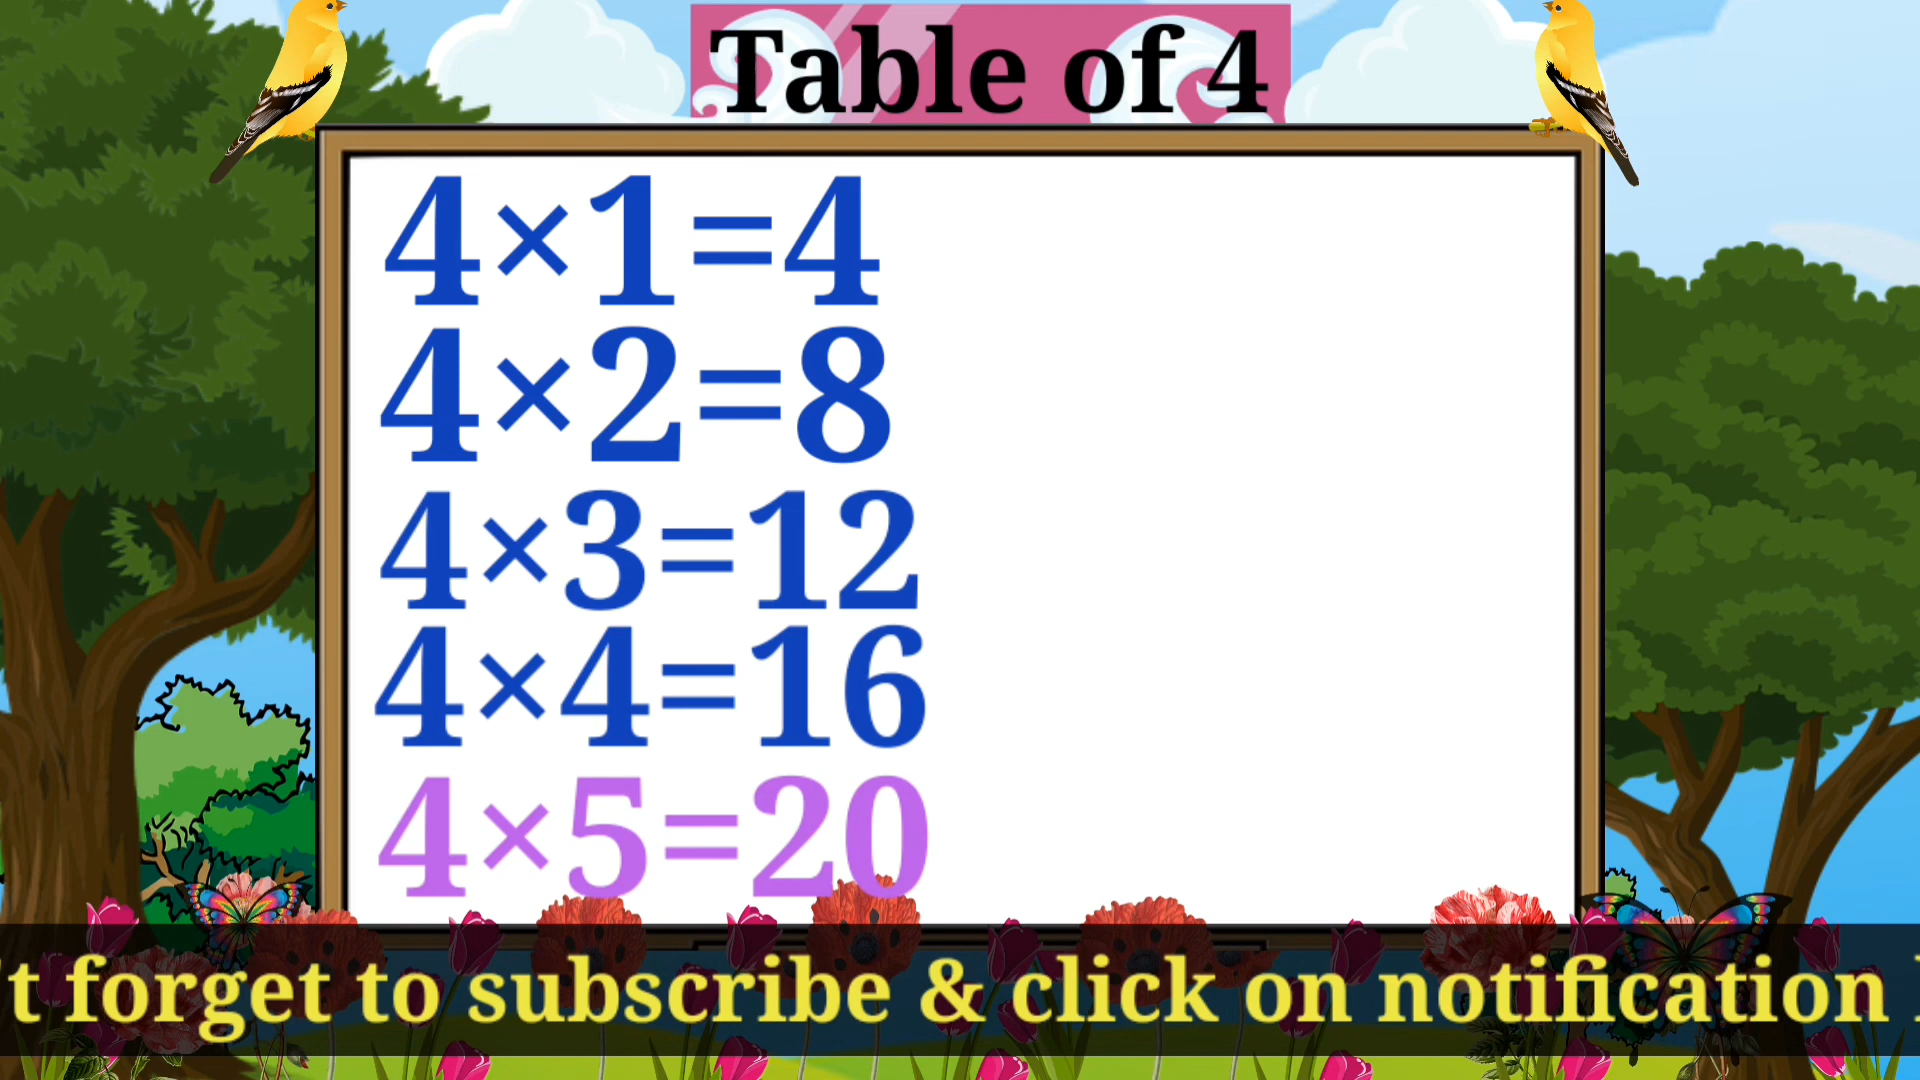 Table of 4
4×1=4
4×2=8
4×3=12
4×4=16
4×5=20
't forget to subscribe & click on notification